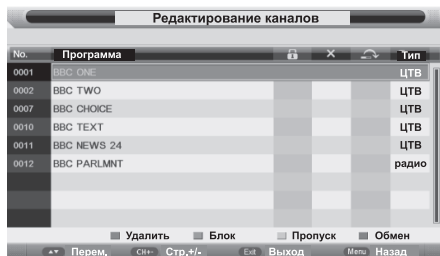 Редактирование каналов
No. Программа Тип
0001 BBC ONE ЦТВ
0002 BBC TWO ЦТВ
0007 BBC CHOICE ЦТВ
0010 BBC TEXT ЦТВ
0011 BBC NEWS 24 ЦТВ
0012 BBC PARLMNT радио
Удалить Блок Пропуск Обмен
Перем, CH+- Стр,+/- Exit Выход Menu Назад